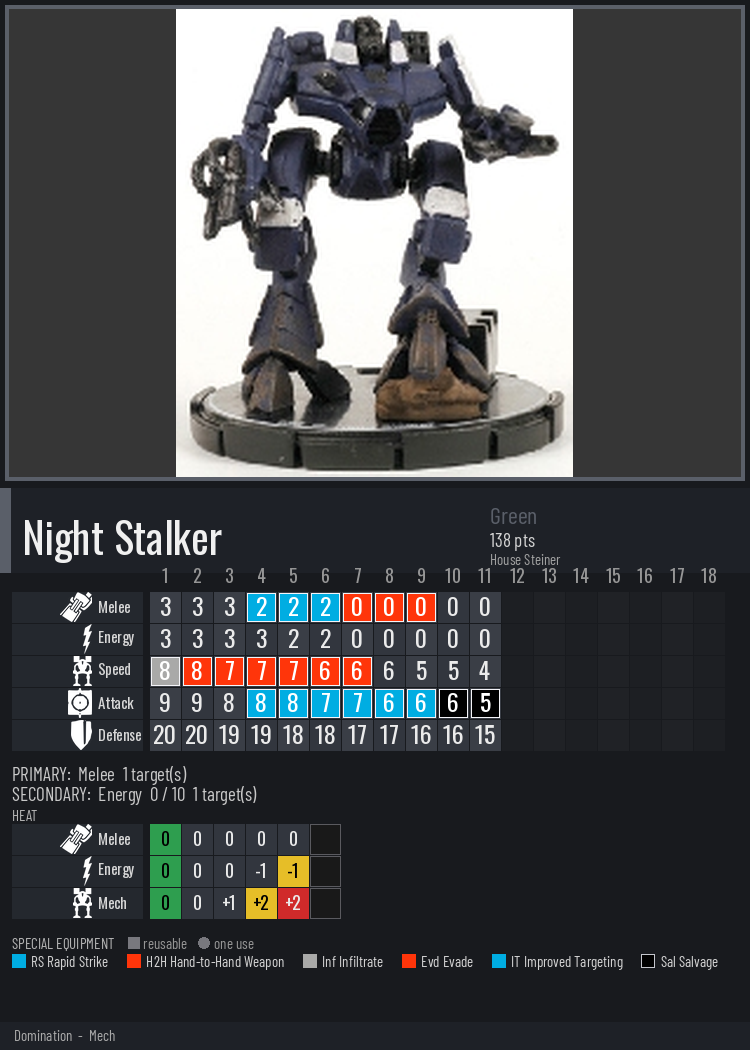 Night Stalker
Green
138 pts
House Steiner
1 2 3 4 5 6 7 8 9 10 11 12 13 14 15 16 17 18
Melee 3 3 3 2 2 2 0 0 0 0 0
Energy 3 3 3 3 2 2 0 0 0 0 0
Speed 8 8 7 7 7 6 6 6 5 5 4
Attack 9 9 8 8 8 7 7 6 6 6 5
Defense 20 20 19 19 18 18 17 17 16 16 15
PRIMARY: Melee 1 target(s)
SECONDARY: Energy 0 / 10 1 target(s)
HEAT
Melee 0 0 0 0 0
Energy 0 0 0 -1 -1
Mech 0 0 +1 +2 +2
SPECIAL EQUIPMENT reusable one use
RS Rapid Strike H2H Hand-to-Hand Weapon Inf Infiltrate Evd Evade IT Improved Targeting Sal Salvage
Domination - Mech